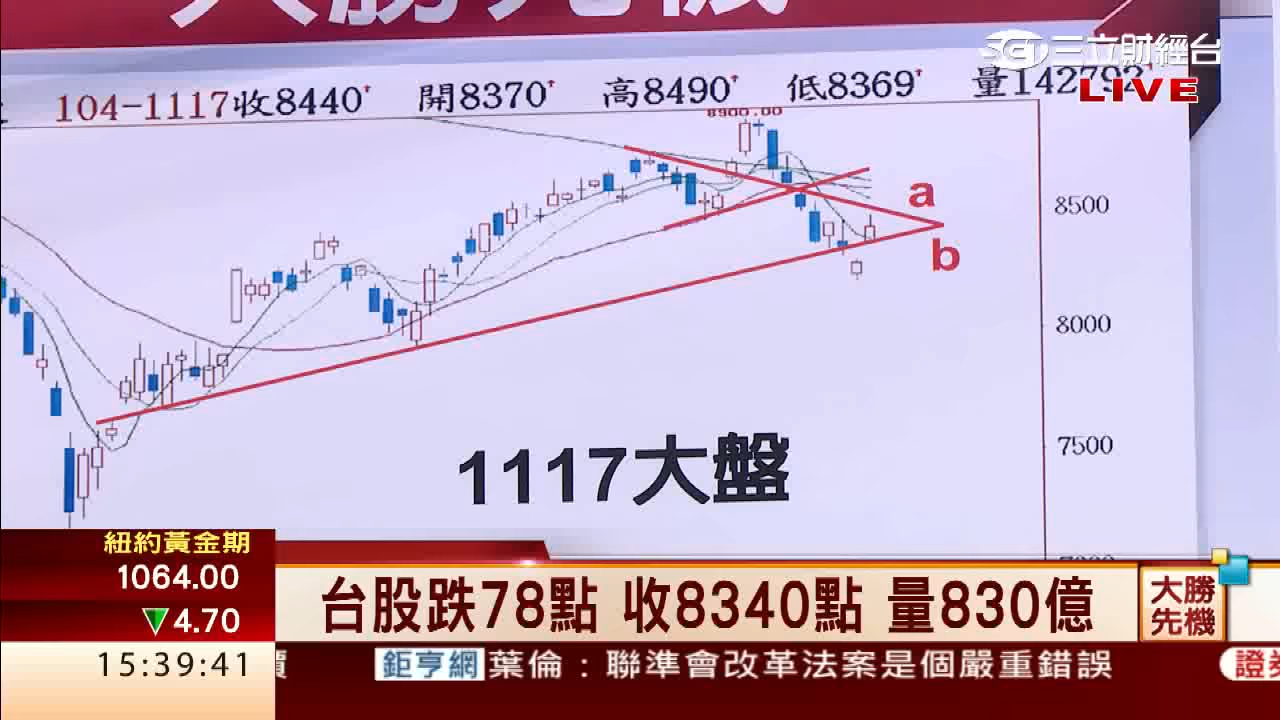 大勝先機
三立財經台
LIVE
104-1117收8440↑ 開8370↑ 高8490↑ 低8369↑ 量142792
8900.00
a
b
8500
8000
7500
1117大盤
紐約黃金期
1064.00
▼4.70
台股跌78點 收8340點 量830億
大勝
先機
15:39:41
鉅亨網 葉倫：聯準會改革法案是個嚴重錯誤
證券